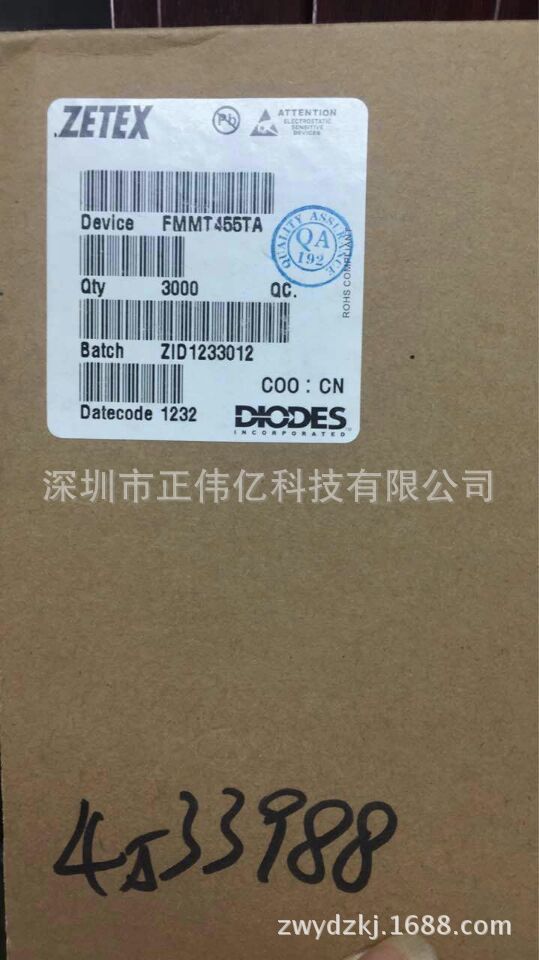 ZETEX
Pb
ATTENTION
ELECTROSTATIC
SENSITIVE
DEVICES
Device FMMT455TA
QUALITY ASSURANCE
QA
192
ROHS COMPLIANT
Qty 3000 QC.
Batch ZID1233012
COO : CN
Datecode 1232
DIODES
INCORPORATED
深圳市正伟亿科技有限公司
33988
zwydzkj.1688.com